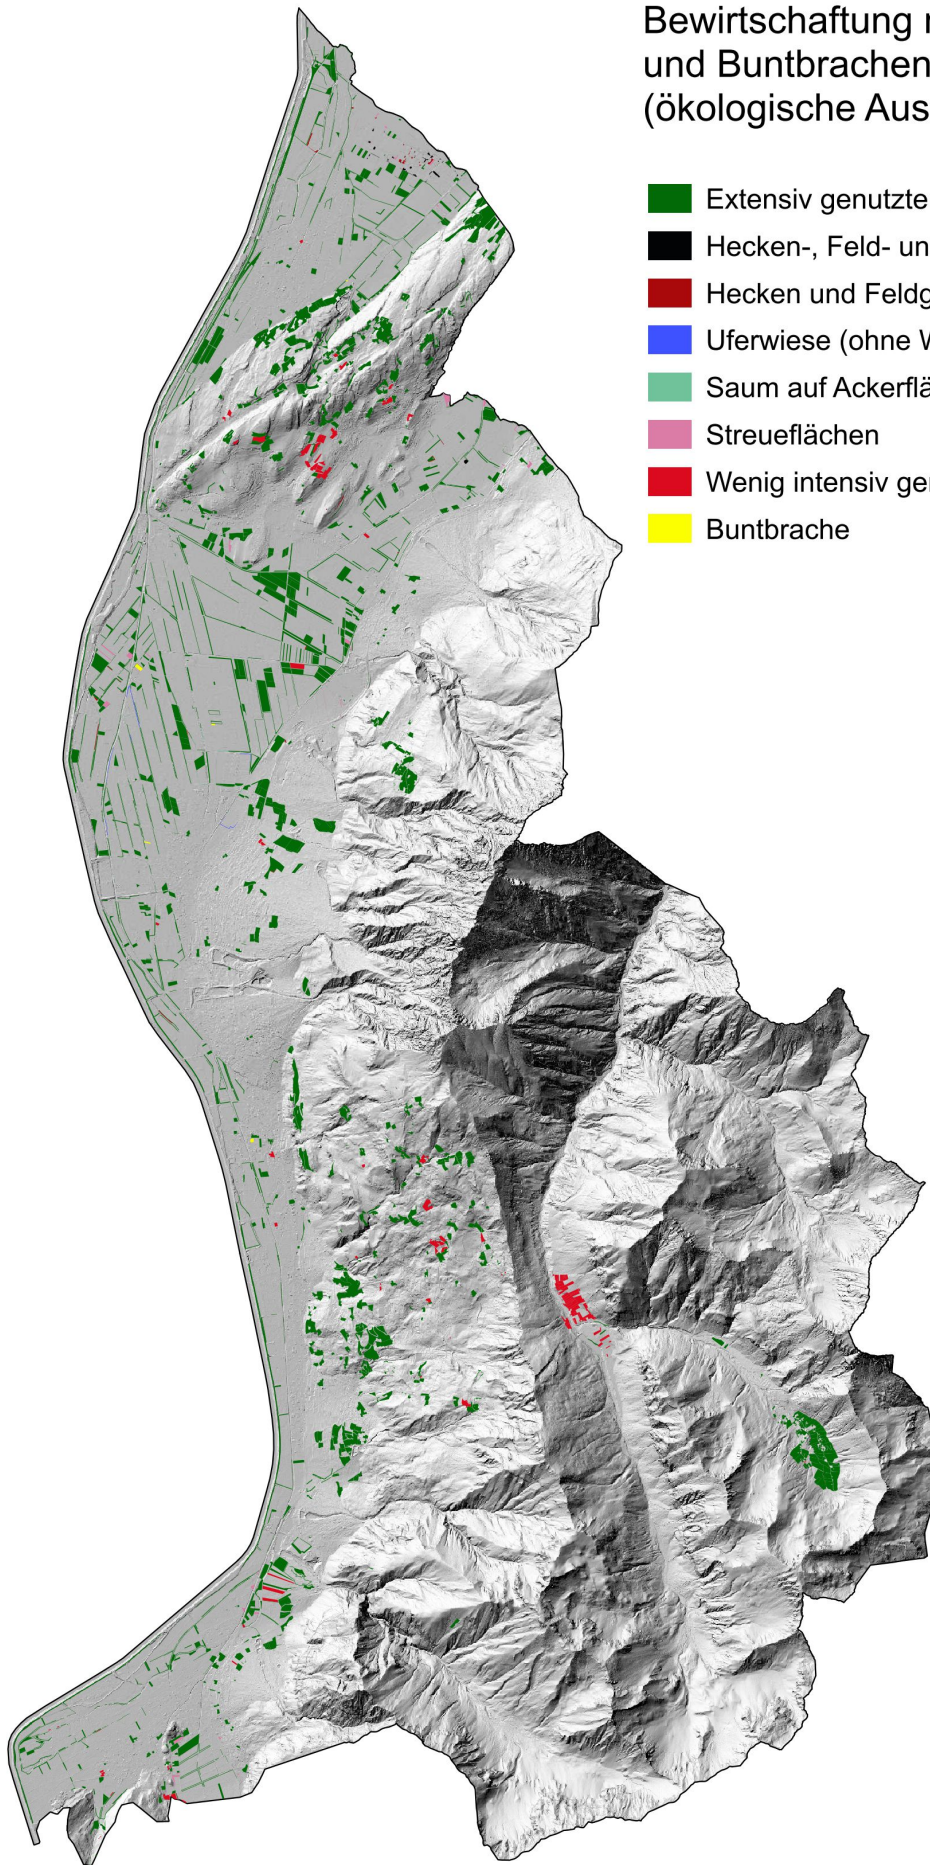 Bewirtschaftung
und Buntbrachen
(ökologische Aus
Extensiv genutzte
Hecken-, Feld- un
Hecken und Feldg
Uferwiese (ohne W
Saum auf Ackerflä
Streueflächen
Wenig intensiv ge
Buntbrache